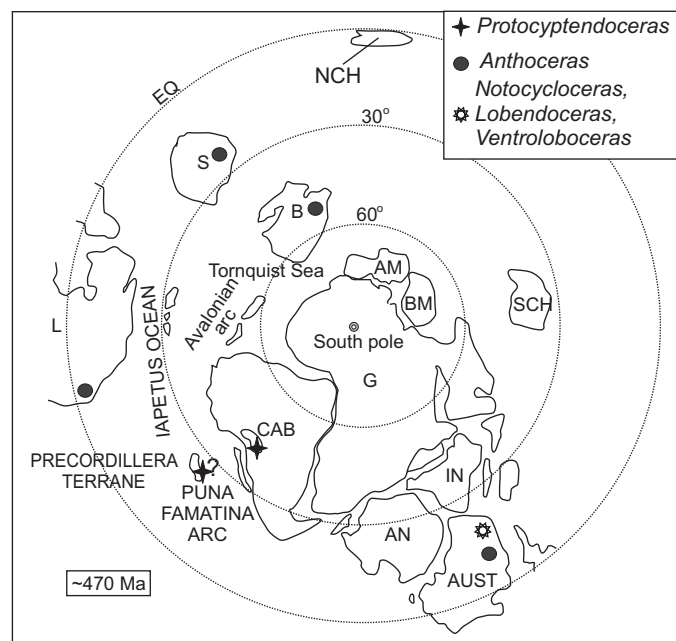 Protocyptendoceras
Anthoceras
Notocycloceras,
Lobendoceras,
Ventroloboceras
NCH
EQ
30°
S
B
60°
Tornquist Sea
AM
BM
SCH
Avalonian
arc
L
IAPETUS OCEAN
South pole
G
CAB
PRECORDILLERA
TERRANE
?
PUNA
FAMATINA
ARC
IN
AN
AUST
~470 Ma